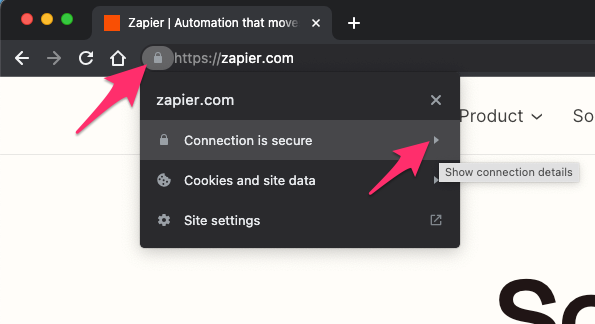 Zapier | Automation that move
https://zapier.com
zapier.com
Product
So
Connection is secure
Show connection details
Cookies and site data
Site settings
So